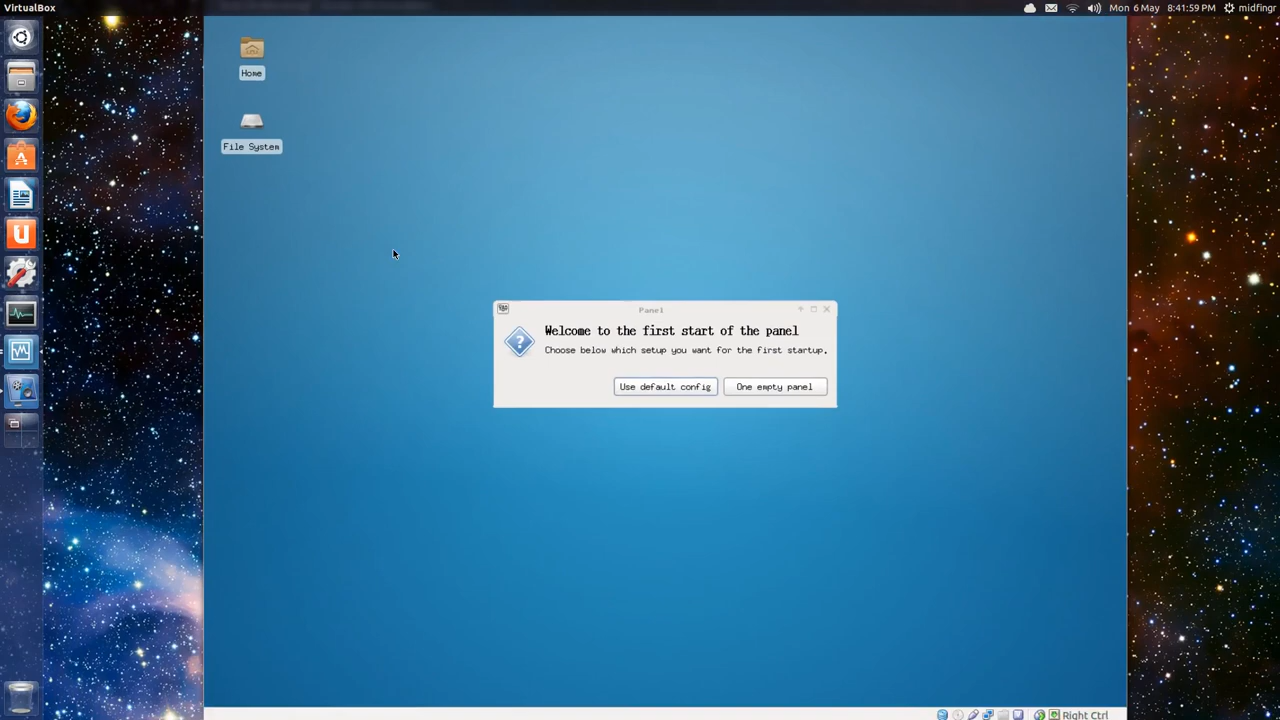 VirtualBox
Mon 6 May 8:41:59 PM midfingr
Home
File System
Panel
Welcome to the first start of the panel
Choose below which setup you want for the first startup.
Use default config
One empty panel
Right Ctrl